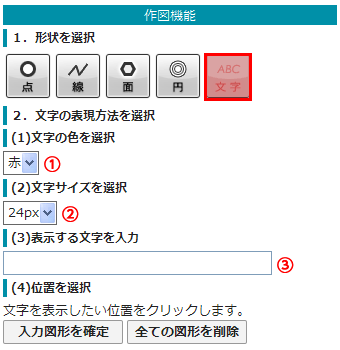 作図機能
1．形状を選択
点 線 面 円 ABC 文字
2．文字の表現方法を選択
(1)文字の色を選択
赤 ①
(2)文字サイズを選択
24px ②
(3)表示する文字を入力
③
(4)位置を選択
文字を表示したい位置をクリックします。
入力図形を確定 全ての図形を削除